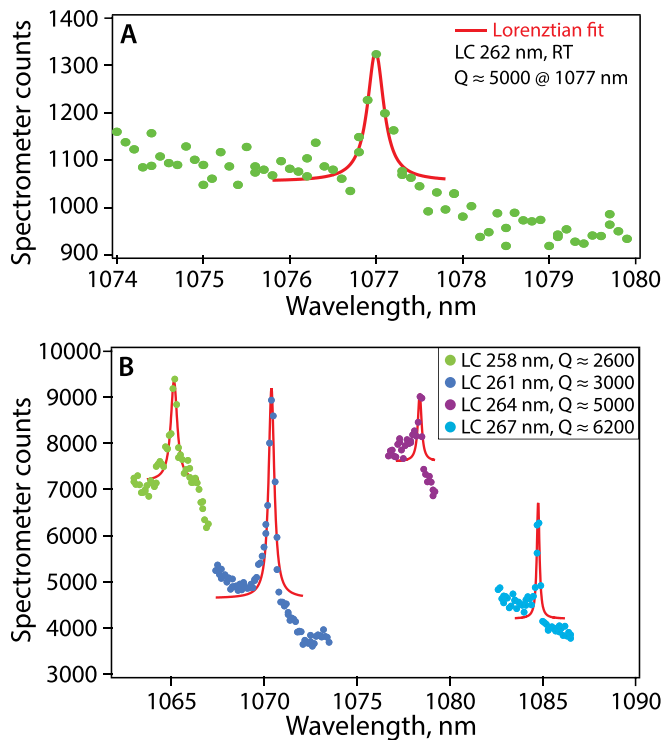 A
Lorenztian fit
LC 262 nm, RT
Q ≈ 5000 @ 1077 nm
Spectrometer counts
1400
1300
1200
1100
1000
900
1074 1075 1076 1077 1078 1079 1080
Wavelength, nm
B
LC 258 nm, Q ≈ 2600
LC 261 nm, Q ≈ 3000
LC 264 nm, Q ≈ 5000
LC 267 nm, Q ≈ 6200
Spectrometer counts
10000
9000
8000
7000
6000
5000
4000
3000
1065 1070 1075 1080 1085 1090
Wavelength, nm